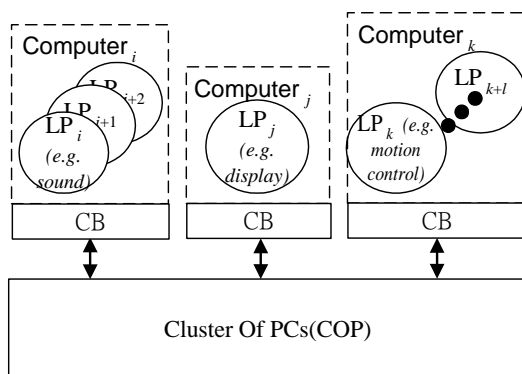 Computer i
LP i+2
LP i+1
LP i
(e.g.
sound)
CB
Computer j
LP j
(e.g.
display)
CB
Computer k
LP k+l
LP k (e.g.
motion
control)
CB
Cluster Of PCs(COP)